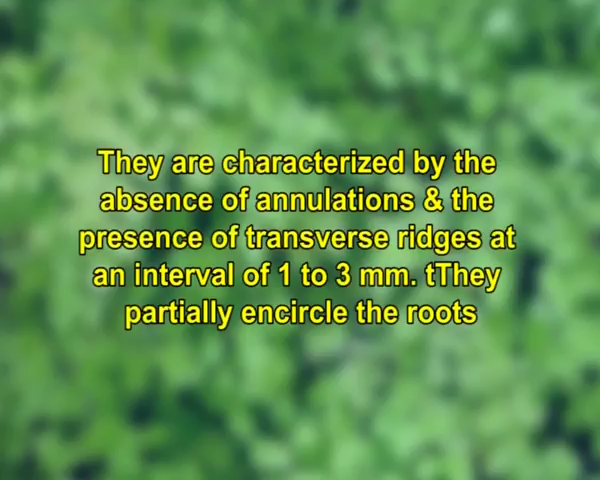 They are characterized by the
absence of annulations & the
presence of transverse ridges at
an interval of 1 to 3 mm. tThey
partially encircle the roots